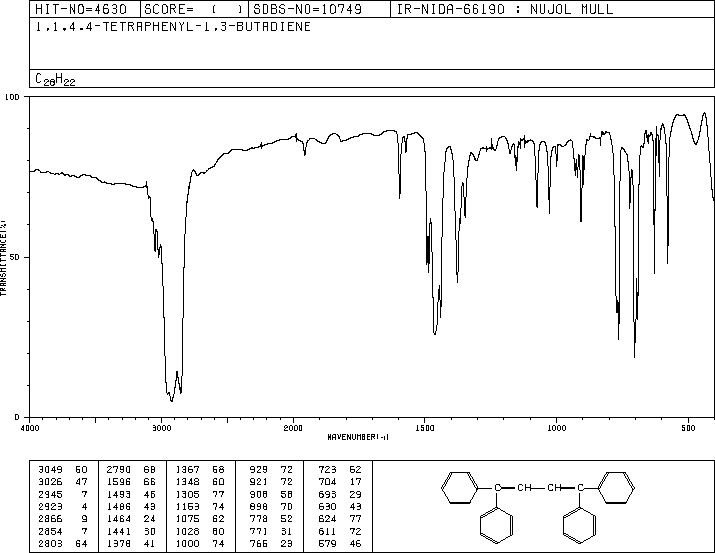 HIT-NO=4630 SCORE= ( ) SDBS-NO=10749 IR-NIDA-66190 : NUJOL MULL
1,1,4,4-TETRAPHENYL-1,3-BUTADIENE
C28H22
100
50
0
TRANSMITTANCE(%)
4000 3000 2000 1500 1000 500
WAVENUMBER(-1)
3049 60 2790 68 1367 68 929 72 723 62
3026 47 1596 66 1348 60 921 72 704 17
2945 7 1493 46 1305 77 908 58 693 29
2923 4 1486 49 1153 74 898 70 630 43
2866 9 1464 24 1075 62 778 52 624 77
2854 7 1441 30 1028 60 771 31 611 72
2803 64 1378 41 1000 74 766 23 579 46
C CH CH C